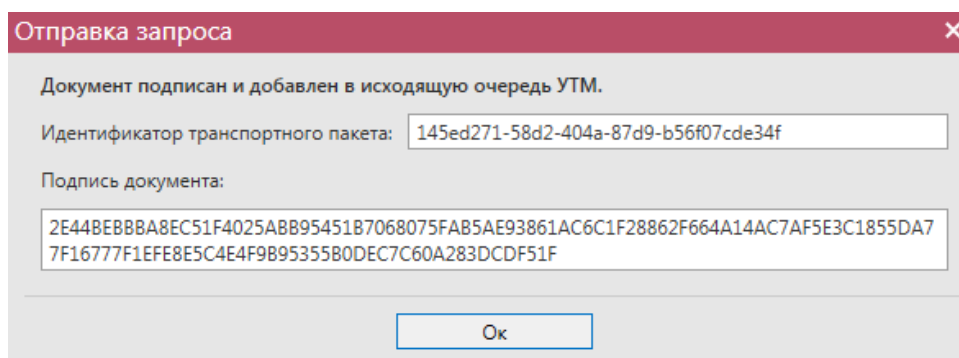 Отправка запроса
Документ подписан и добавлен в исходящую очередь УТМ.
Идентификатор транспортного пакета: 145ed271-58d2-404a-87d9-b56f07cde34f
Подпись документа:
2E44BEBBBA8EC51F4025ABB95451B7068075FAB5AE93861AC6C1F28862F664A14AC7AF5E3C1855DA7
7F16777F1EFE8E5C4E4F9B95355B0DEC7C60A283DCDF51F
Ок